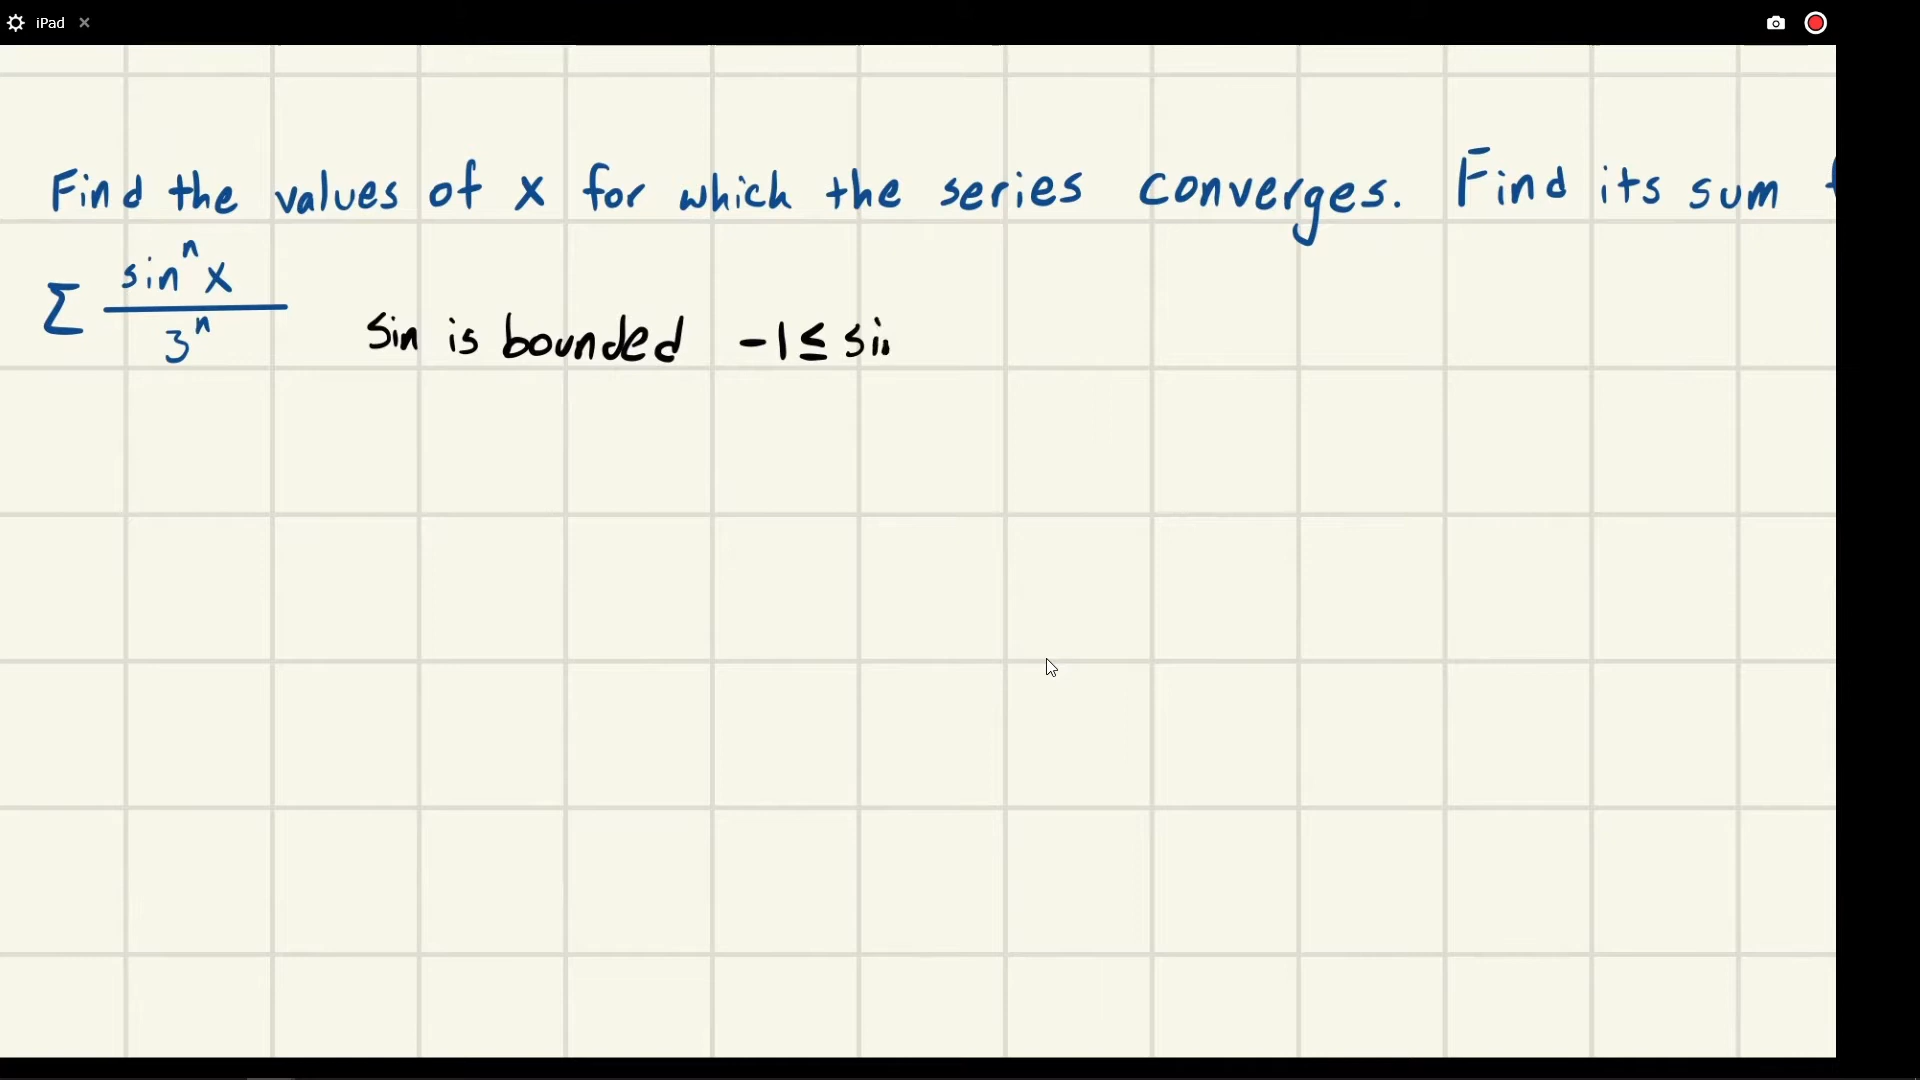 iPad
Find the values of x for which the series converges. Find its sum
Σ sinⁿx / 3ⁿ sin is bounded -1 ≤ sin